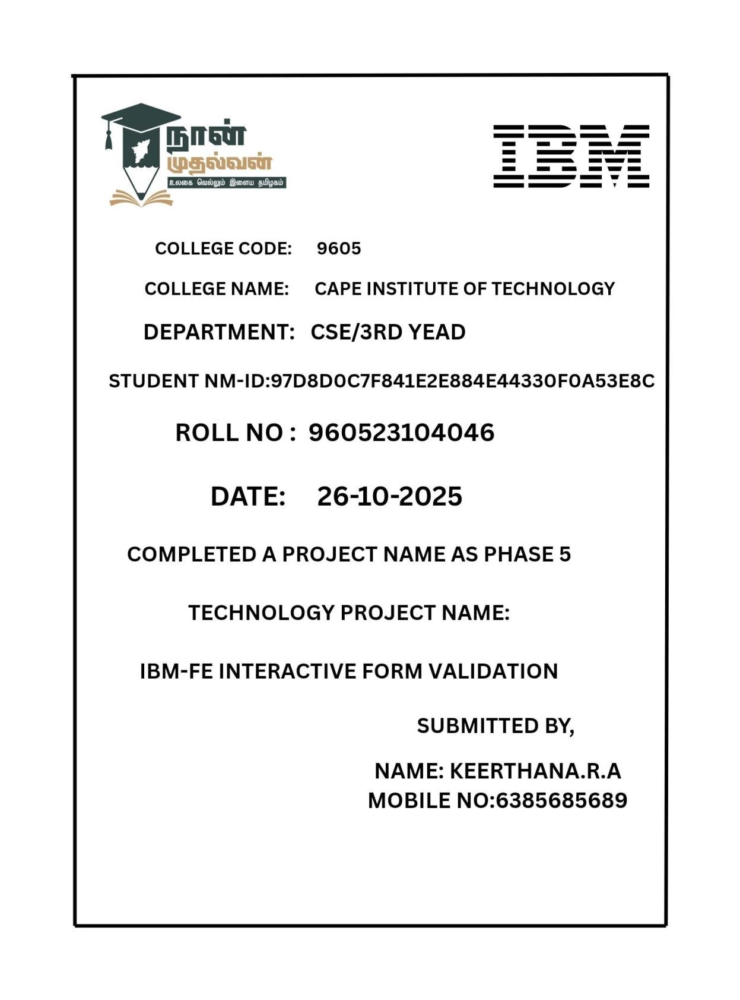 நான்
முதல்வன்
உலகை வெல்லும் இளைய தமிழகம்
IBM
COLLEGE CODE: 9605
COLLEGE NAME: CAPE INSTITUTE OF TECHNOLOGY
DEPARTMENT: CSE/3RD YEAD
STUDENT NM-ID:97D8D0C7F841E2E884E44330F0A53E8C
ROLL NO : 960523104046
DATE: 26-10-2025
COMPLETED A PROJECT NAME AS PHASE 5
TECHNOLOGY PROJECT NAME:
IBM-FE INTERACTIVE FORM VALIDATION
SUBMITTED BY,
NAME: KEERTHANA.R.A
MOBILE NO:6385685689